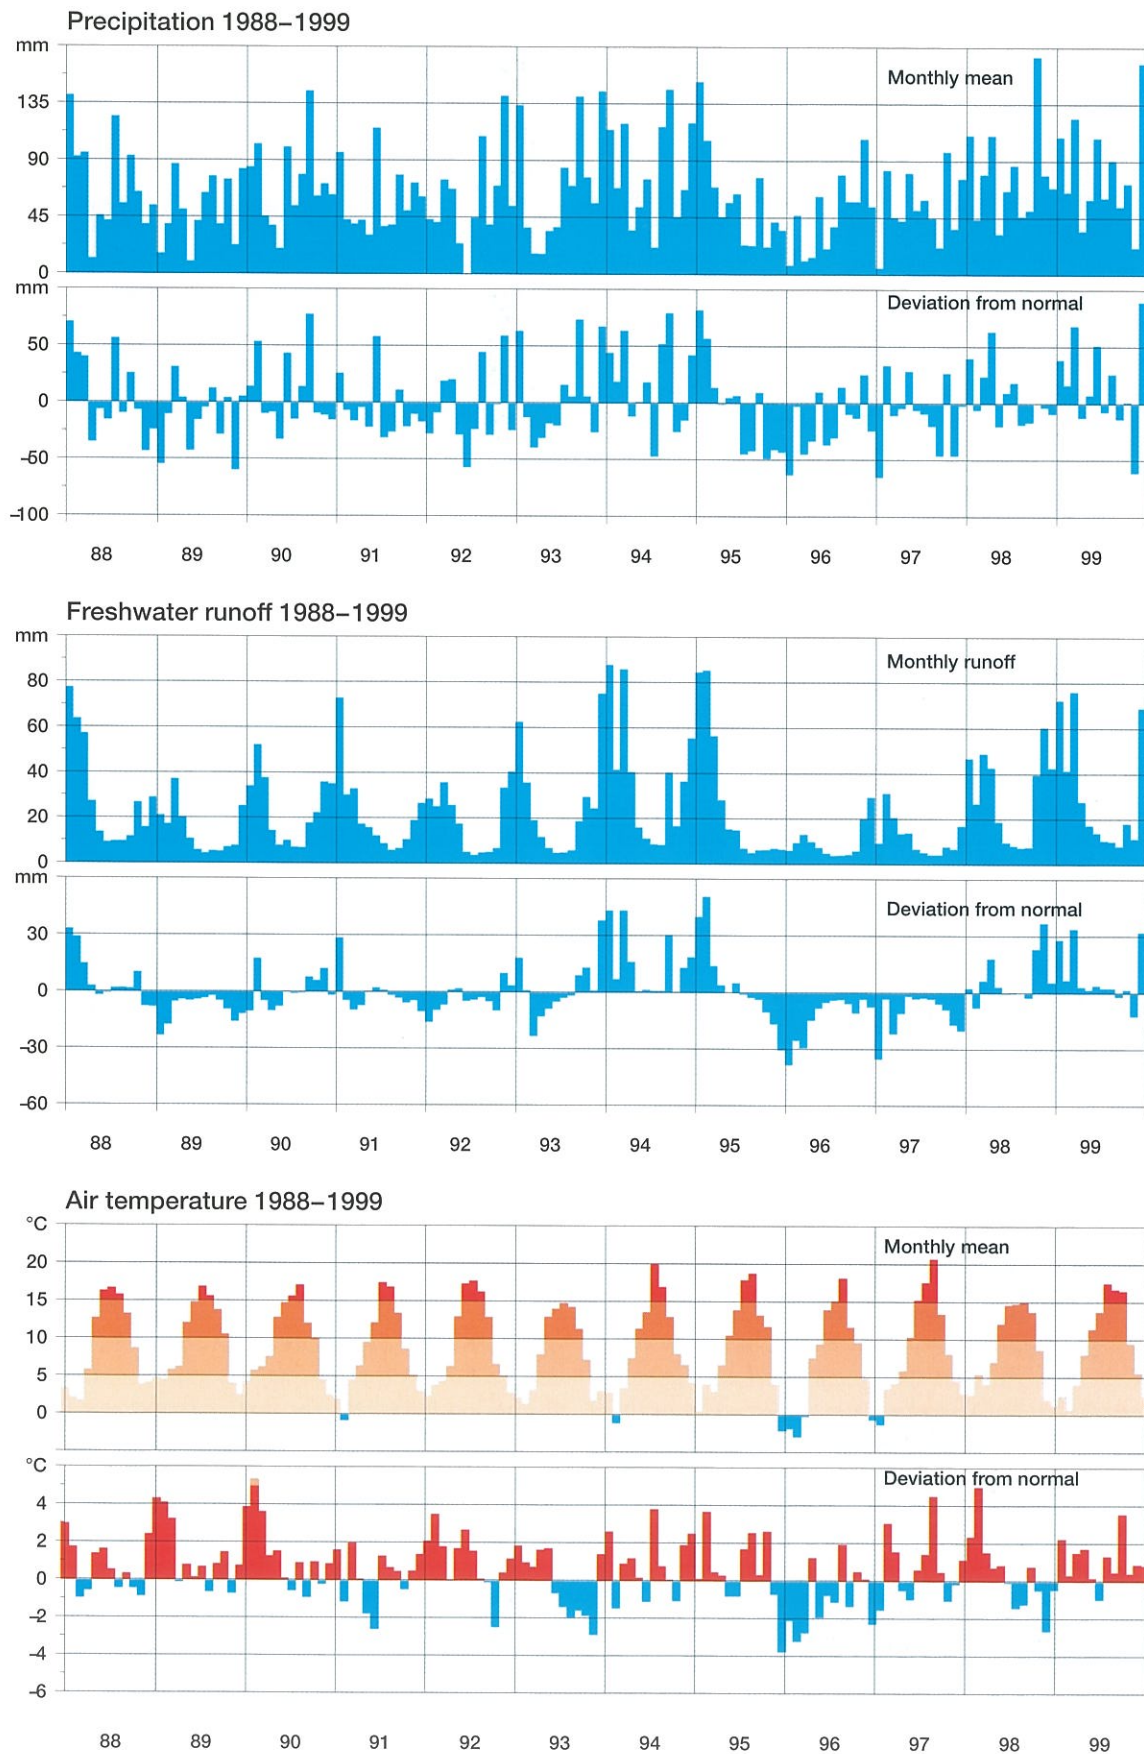 Precipitation 1988–1999
mm
Monthly mean
135
90
45
0
mm
Deviation from normal
50
0
–50
–100
88 89 90 91 92 93 94 95 96 97 98 99
Freshwater runoff 1988–1999
mm
Monthly runoff
80
60
40
20
0
mm
Deviation from normal
30
0
–30
–60
88 89 90 91 92 93 94 95 96 97 98 99
Air temperature 1988–1999
°C
Monthly mean
20
15
10
5
0
°C
Deviation from normal
4
2
0
–2
–4
–6
88 89 90 91 92 93 94 95 96 97 98 99